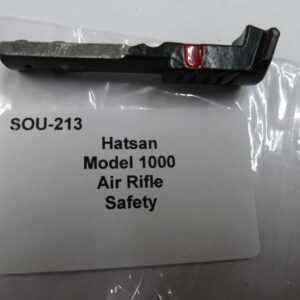 SOU-213
Hatsan
Model 1000
Air Rifle
Safety